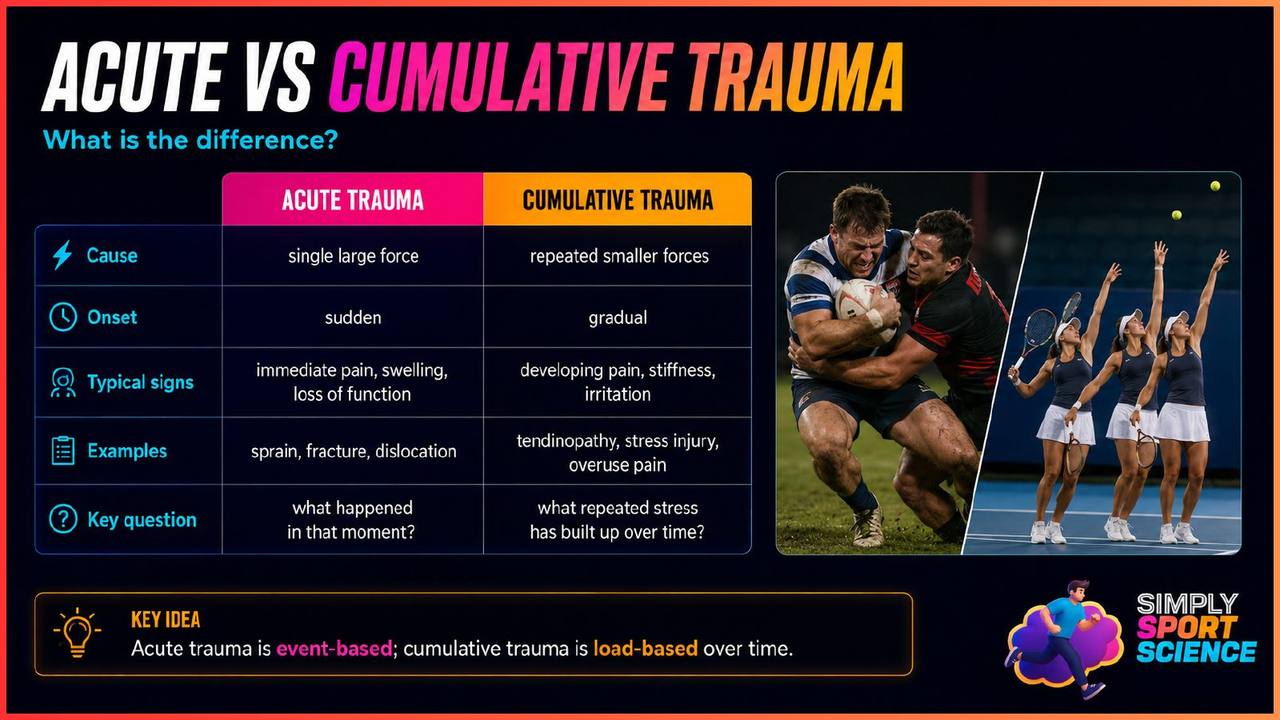 ACUTE VS CUMULATIVE TRAUMA
What is the difference?
ACUTE TRAUMA
CUMULATIVE TRAUMA
Cause
single large force
repeated smaller forces
Onset
sudden
gradual
Typical signs
immediate pain, swelling,
loss of function
developing pain, stiffness,
irritation
Examples
sprain, fracture, dislocation
tendinopathy, stress injury,
overuse pain
Key question
what happened
in that moment?
what repeated stress
has built up over time?
KEY IDEA
Acute trauma is event-based; cumulative trauma is load-based over time.
SIMPLY
SPORT
SCIENCE